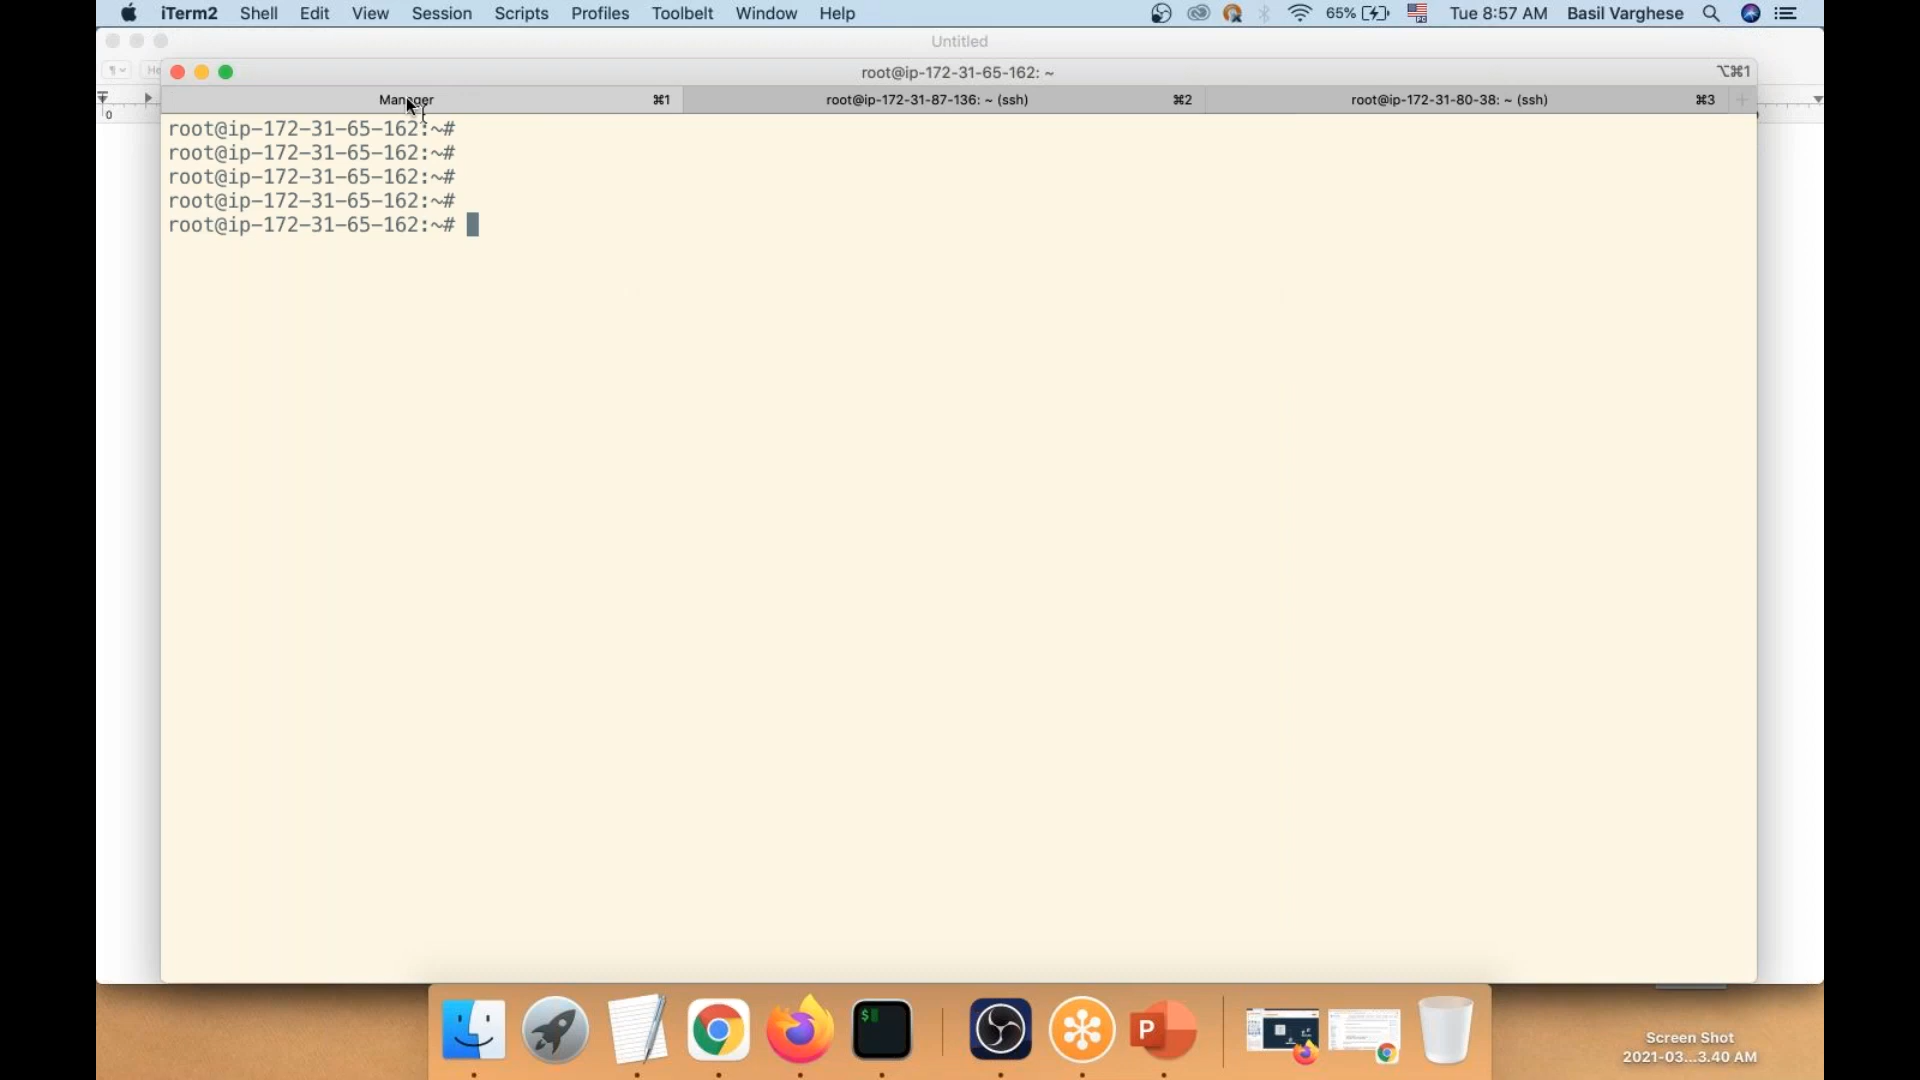 iTerm2 Shell Edit View Session Scripts Profiles Toolbelt Window Help 65% Tue 8:57 AM Basil Varghese
Untitled
root@ip-172-31-65-162: ~ ⌥⌘1
Manager ⌘1 root@ip-172-31-87-136: ~ (ssh) ⌘2 root@ip-172-31-80-38: ~ (ssh) ⌘3
0
root@ip-172-31-65-162:~#
root@ip-172-31-65-162:~#
root@ip-172-31-65-162:~#
root@ip-172-31-65-162:~#
root@ip-172-31-65-162:~#
$
P
Screen Shot
2021-03...3.40 AM